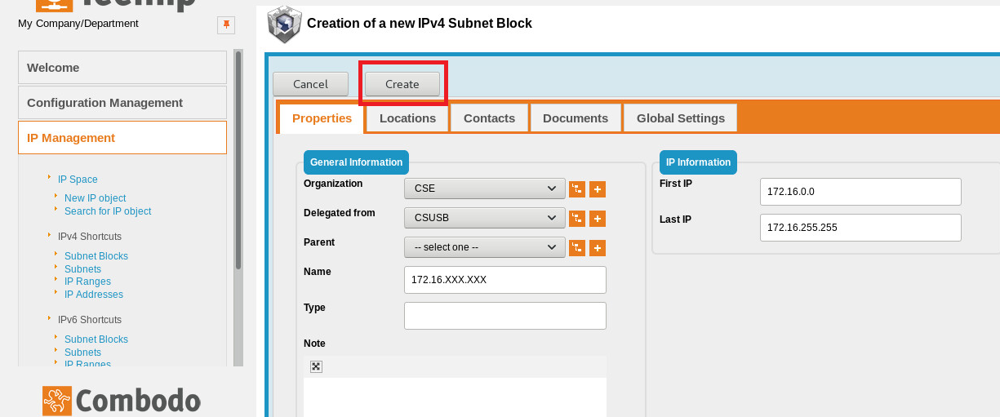 TeemIp
My Company/Department
Welcome
Configuration Management
IP Management
IP Space
New IP object
Search for IP object
IPv4 Shortcuts
Subnet Blocks
Subnets
IP Ranges
IP Addresses
IPv6 Shortcuts
Subnet Blocks
Subnets
IP Ranges
Combodo
Creation of a new IPv4 Subnet Block
Cancel
Create
Properties
Locations
Contacts
Documents
Global Settings
General Information
Organization
CSE
Delegated from
CSUSB
Parent
-- select one --
Name
172.16.XXX.XXX
Type
Note
IP Information
First IP
172.16.0.0
Last IP
172.16.255.255